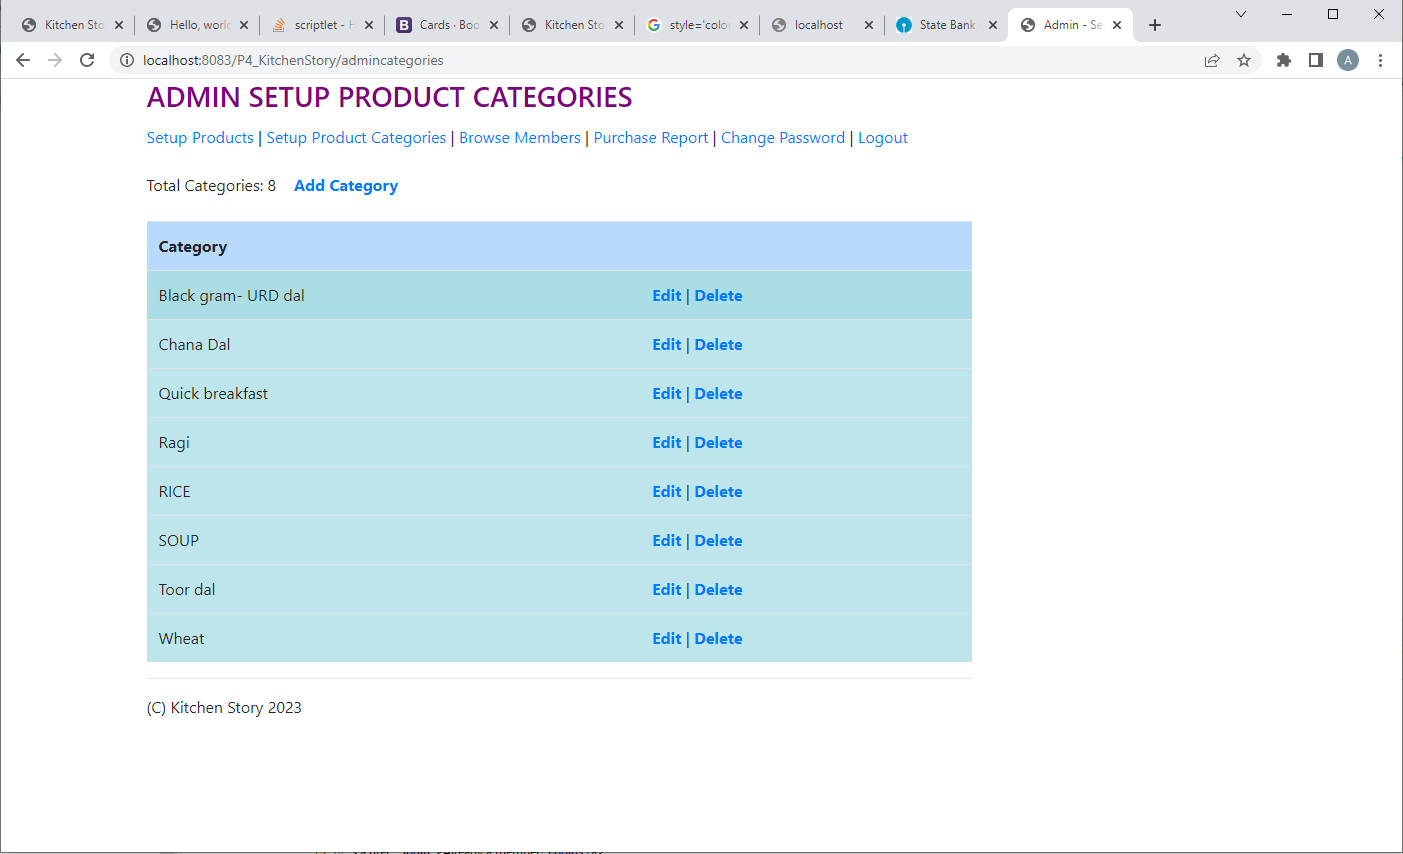 Kitchen Sto
Hello, world
scriptlet - H
Cards · Boo
Kitchen Sto
style='color
localhost
State Bank
Admin - Se
localhost:8083/P4_KitchenStory/admincategories
A
ADMIN SETUP PRODUCT CATEGORIES
Setup Products | Setup Product Categories | Browse Members | Purchase Report | Change Password | Logout
Total Categories: 8 Add Category
Category
Black gram- URD dal Edit | Delete
Chana Dal Edit | Delete
Quick breakfast Edit | Delete
Ragi Edit | Delete
RICE Edit | Delete
SOUP Edit | Delete
Toor dal Edit | Delete
Wheat Edit | Delete
(C) Kitchen Story 2023